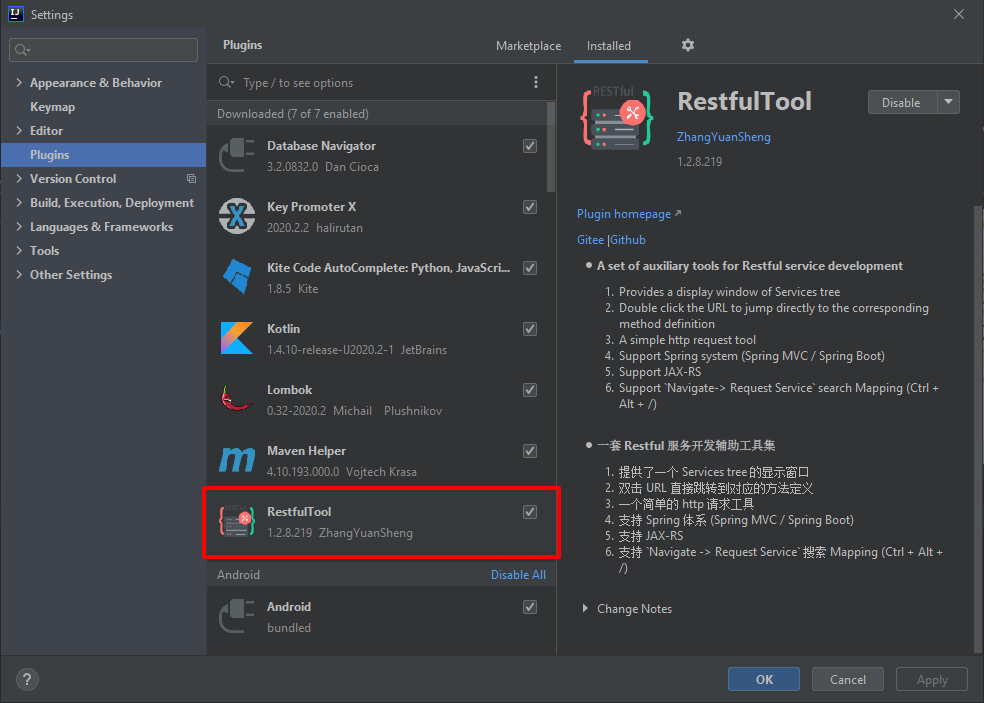 Settings
Appearance & Behavior
Keymap
Editor
Plugins
Version Control
Build, Execution, Deployment
Languages & Frameworks
Tools
Other Settings
Plugins
Marketplace
Installed
Type / to see options
Downloaded (7 of 7 enabled)
Database Navigator
3.2.0832.0 Dan Cioca
Key Promoter X
2020.2.2 halirutan
Kite Code AutoComplete: Python, JavaScri...
1.8.5 Kite
Kotlin
1.4.10-release-IJ2020.2-1 JetBrains
Lombok
0.32-2020.2 Michail Plushnikov
Maven Helper
4.10.193.000.0 Vojtech Krasa
RestfulTool
1.2.8.219 ZhangYuanSheng
Android
Disable All
Android
bundled
RESTful
RestfulTool
Disable
ZhangYuanSheng
1.2.8.219
Plugin homepage ↗
Gitee |Github
● A set of auxiliary tools for Restful service development
1. Provides a display window of Services tree
2. Double click the URL to jump directly to the corresponding
method definition
3. A simple http request tool
4. Support Spring system (Spring MVC / Spring Boot)
5. Support JAX-RS
6. Support `Navigate-> Request Service` search Mapping (Ctrl +
Alt + /)
● 一套 Restful 服务开发辅助工具集
1. 提供了一个 Services tree 的显示窗口
2. 双击 URL 直接跳转到对应的方法定义
3. 一个简单的 http 请求工具
4. 支持 Spring 体系 (Spring MVC / Spring Boot)
5. 支持 JAX-RS
6. 支持 `Navigate -> Request Service` 搜索 Mapping (Ctrl + Alt +
/)
Change Notes
?
OK
Cancel
Apply